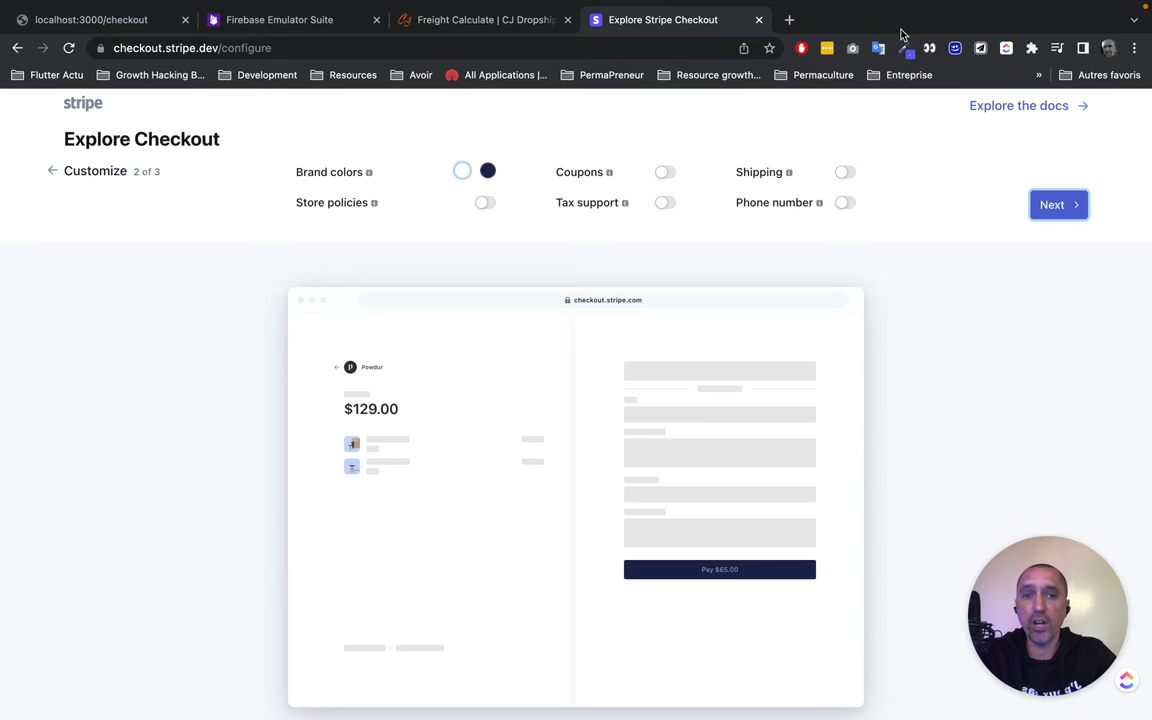 localhost:3000/checkout
Firebase Emulator Suite
Freight Calculate | CJ Dropship
Explore Stripe Checkout
checkout.stripe.dev/configure
Flutter Actu
Growth Hacking B...
Development
Resources
Avoir
All Applications |...
PermaPreneur
Resource growth...
Permaculture
Entreprise
»
Autres favoris
stripe
Explore the docs →
Explore Checkout
← Customize 2 of 3
Brand colors
Coupons
Shipping
Store policies
Tax support
Phone number
Next
checkout.stripe.com
P Powdur
$129.00
Pay $65.00